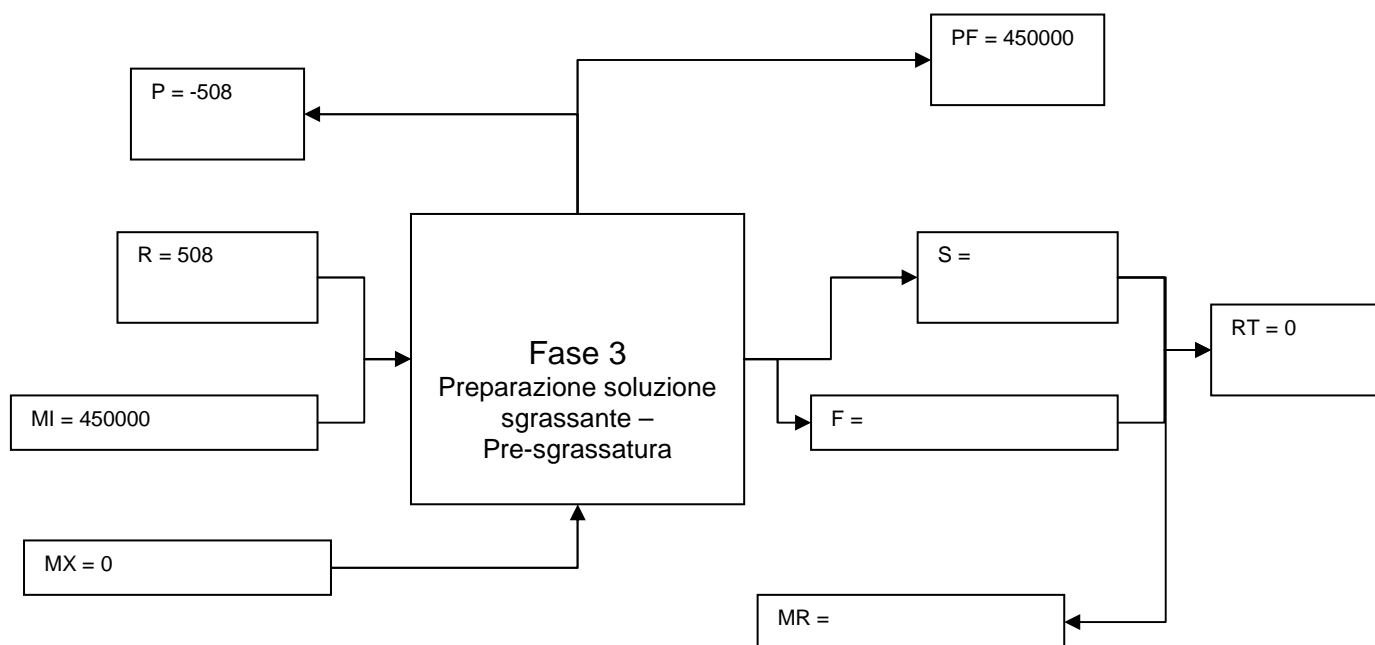 PF = 450000
P = -508
R = 508
S =
RT = 0
Fase 3
Preparazione soluzione
sgrassante –
Pre-sgrassatura
MI = 450000
F =
MX = 0
MR =